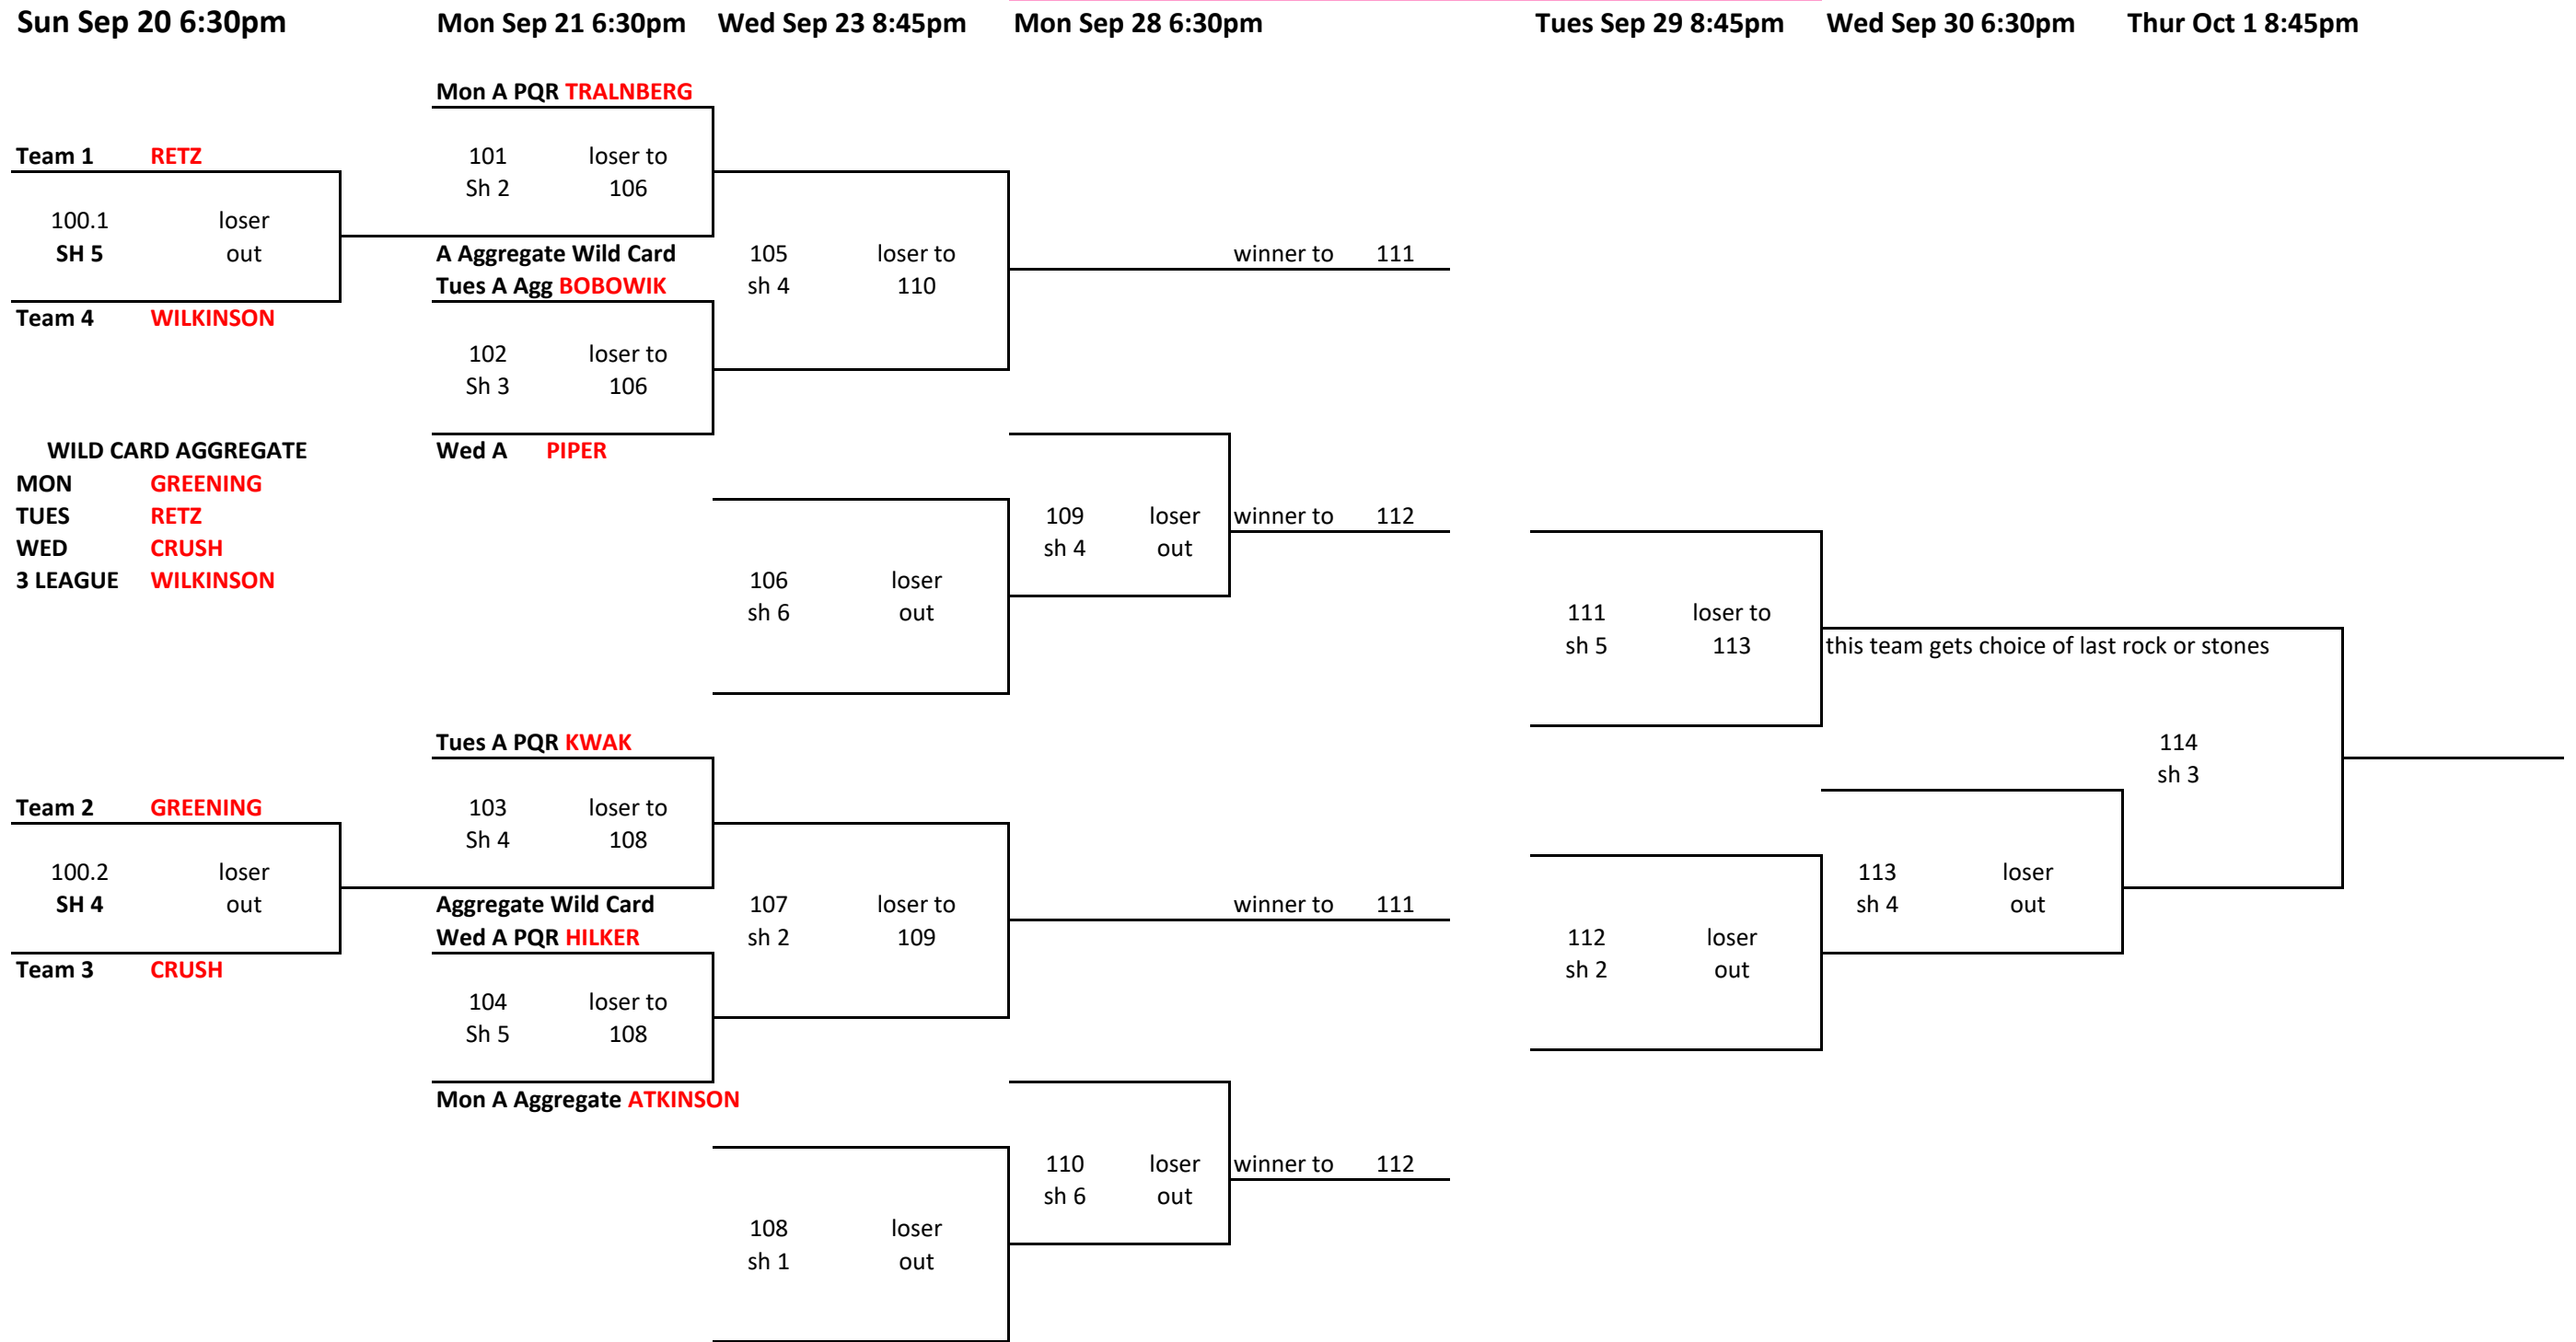 Sun Sep 20 6:30pm Mon Sep 21 6:30pm Wed Sep 23 8:45pm Mon Sep 28 6:30pm Tues Sep 29 8:45pm Wed Sep 30 6:30pm Thur Oct 1 8:45pm
Mon A PQR TRALNBERG
Team 1 RETZ 101 loser to
Sh 2 106
100.1 loser
SH 5 out A Aggregate Wild Card 105 loser to winner to 111
Tues A Agg BOBOWIK sh 4 110
Team 4 WILKINSON
102 loser to
Sh 3 106
WILD CARD AGGREGATE Wed A PIPER
MON GREENING
TUES RETZ 109 loser winner to 112
WED CRUSH sh 4 out
3 LEAGUE WILKINSON 106 loser
sh 6 out 111 loser to
sh 5 113 this team gets choice of last rock or stones
Tues A PQR KWAK 114
sh 3
Team 2 GREENING 103 loser to
Sh 4 108
100.2 loser 113 loser
SH 4 out Aggregate Wild Card 107 loser to winner to 111 sh 4 out
Wed A PQR HILKER sh 2 109 112 loser
Team 3 CRUSH sh 2 out
104 loser to
Sh 5 108
Mon A Aggregate ATKINSON
110 loser winner to 112
sh 6 out
108 loser
sh 1 out